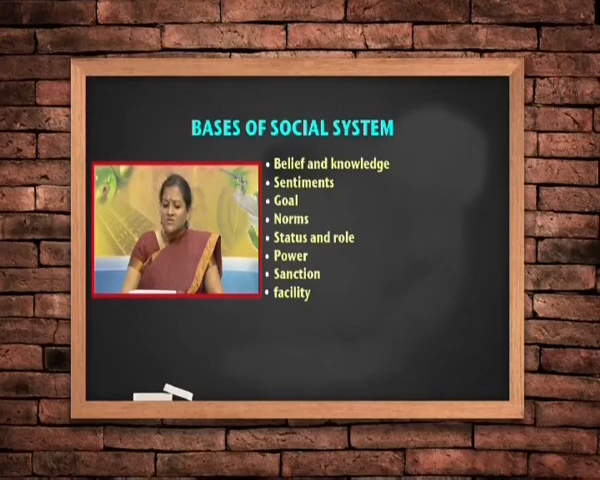 BASES OF SOCIAL SYSTEM
• Belief and knowledge
• Sentiments
• Goal
• Norms
• Status and role
• Power
• Sanction
• facility